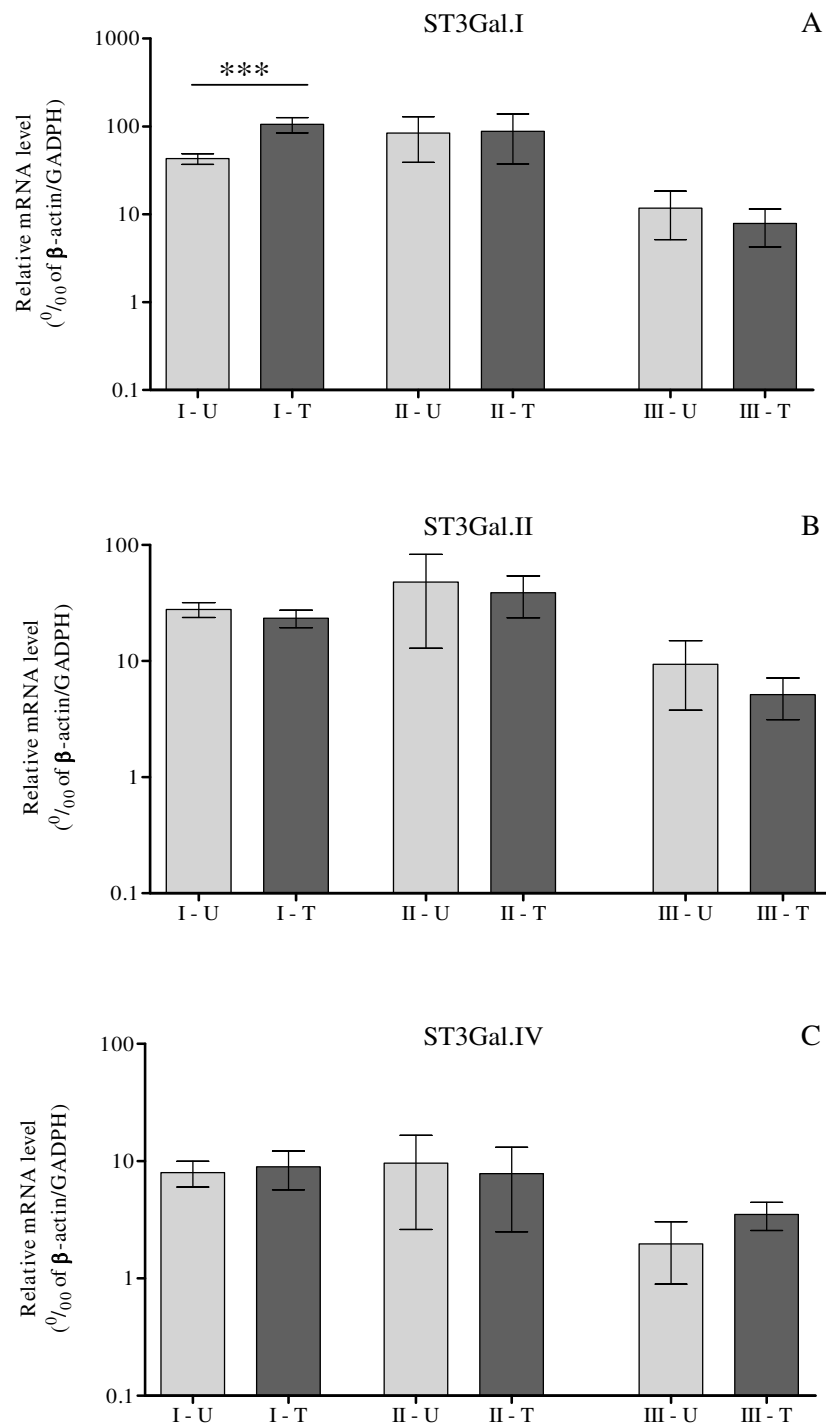 ST3Gal.I
A
1000
100
10
1
0.1
Relative mRNA level
(0/00 of β-actin/GADPH)
***
I - U I - T II - U II - T III - U III - T
ST3Gal.II
B
100
10
1
0.1
Relative mRNA level
(0/00 of β-actin/GADPH)
I - U I - T II - U II - T III - U III - T
ST3Gal.IV
C
100
10
1
0.1
Relative mRNA level
(0/00 of β-actin/GADPH)
I - U I - T II - U II - T III - U III - T